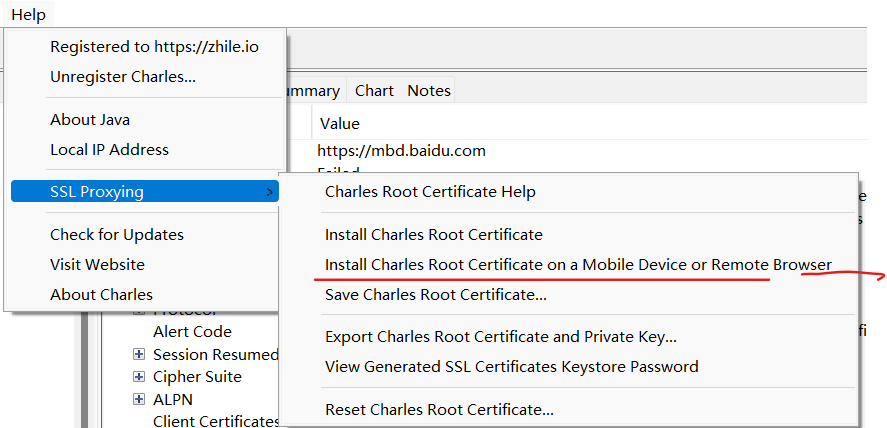 Help
Registered to https://zhile.io
Unregister Charles...
ummary Chart Notes
About Java
Value
Local IP Address
https://mbd.baidu.com
Failed
SSL Proxying >
Charles Root Certificate Help
Check for Updates
Install Charles Root Certificate
Visit Website
Install Charles Root Certificate on a Mobile Device or Remote Browser
About Charles
Save Charles Root Certificate...
Protocol
Alert Code
Export Charles Root Certificate and Private Key...
Session Resumed
View Generated SSL Certificates Keystore Password
Cipher Suite
ALPN
Reset Charles Root Certificate...
Client Certificates